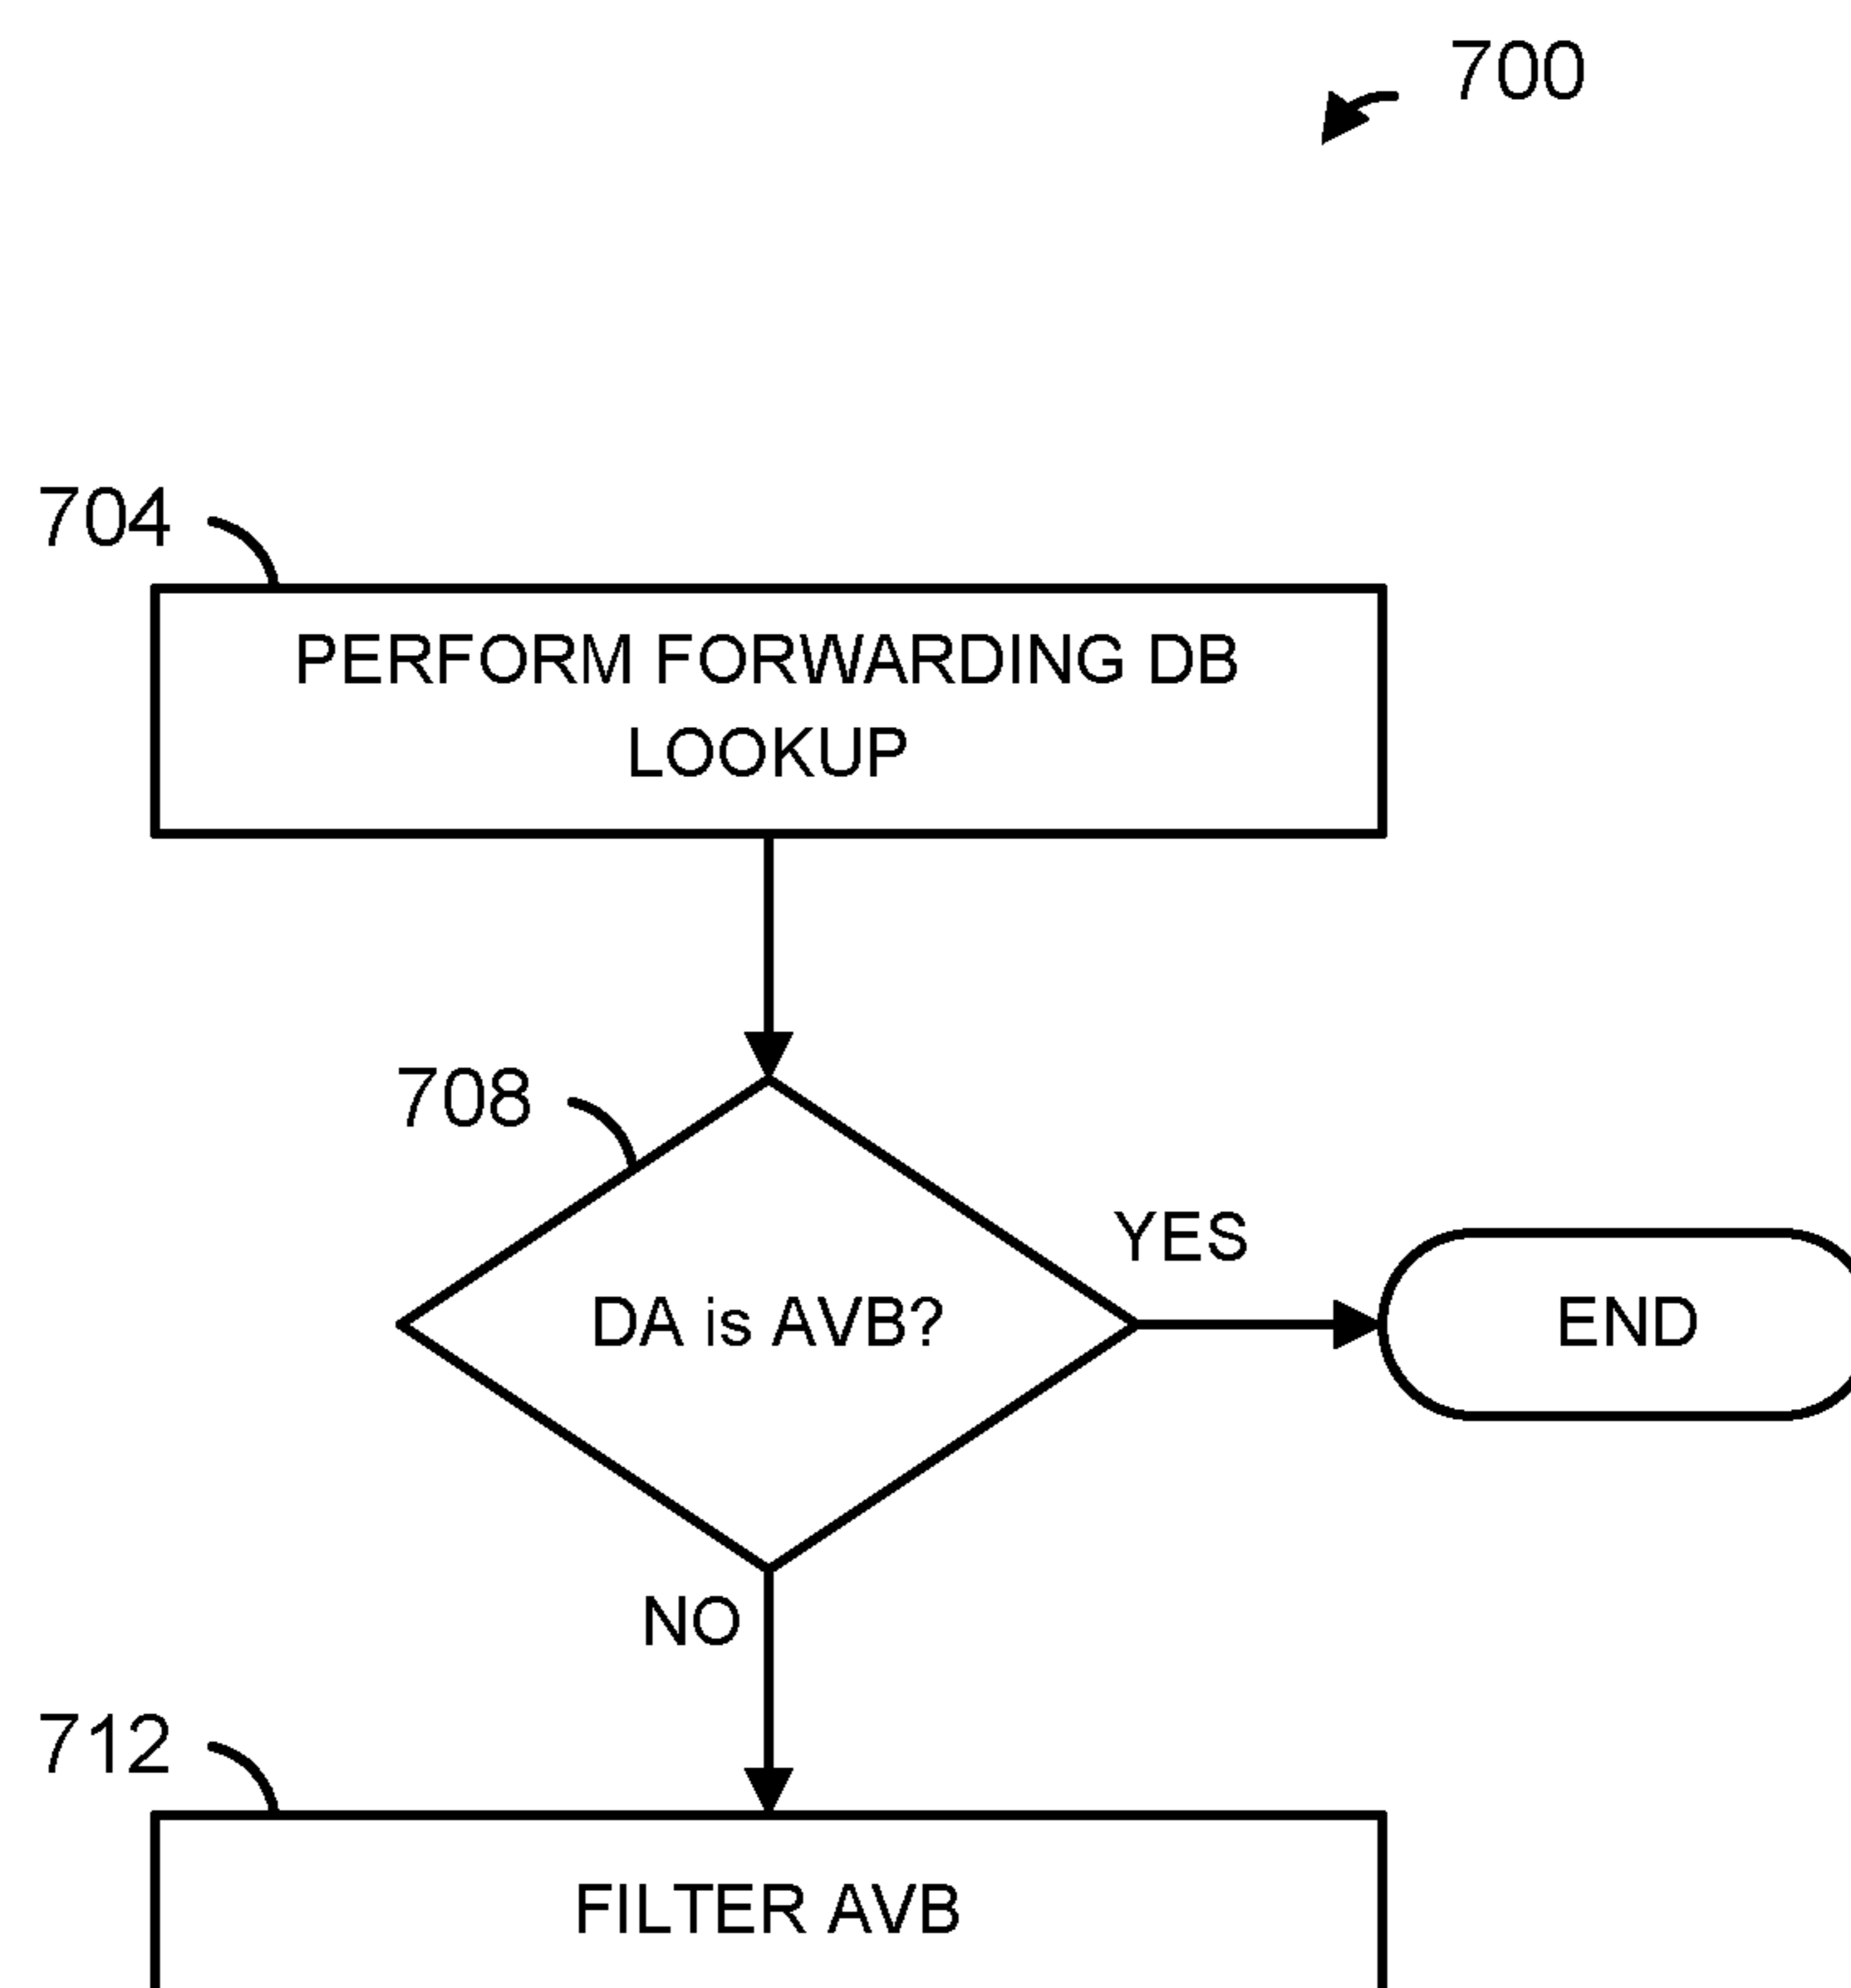 700
704
PERFORM FORWARDING DB
LOOKUP
708
YES
DA is AVB?
END
NO
712
FILTER AVB